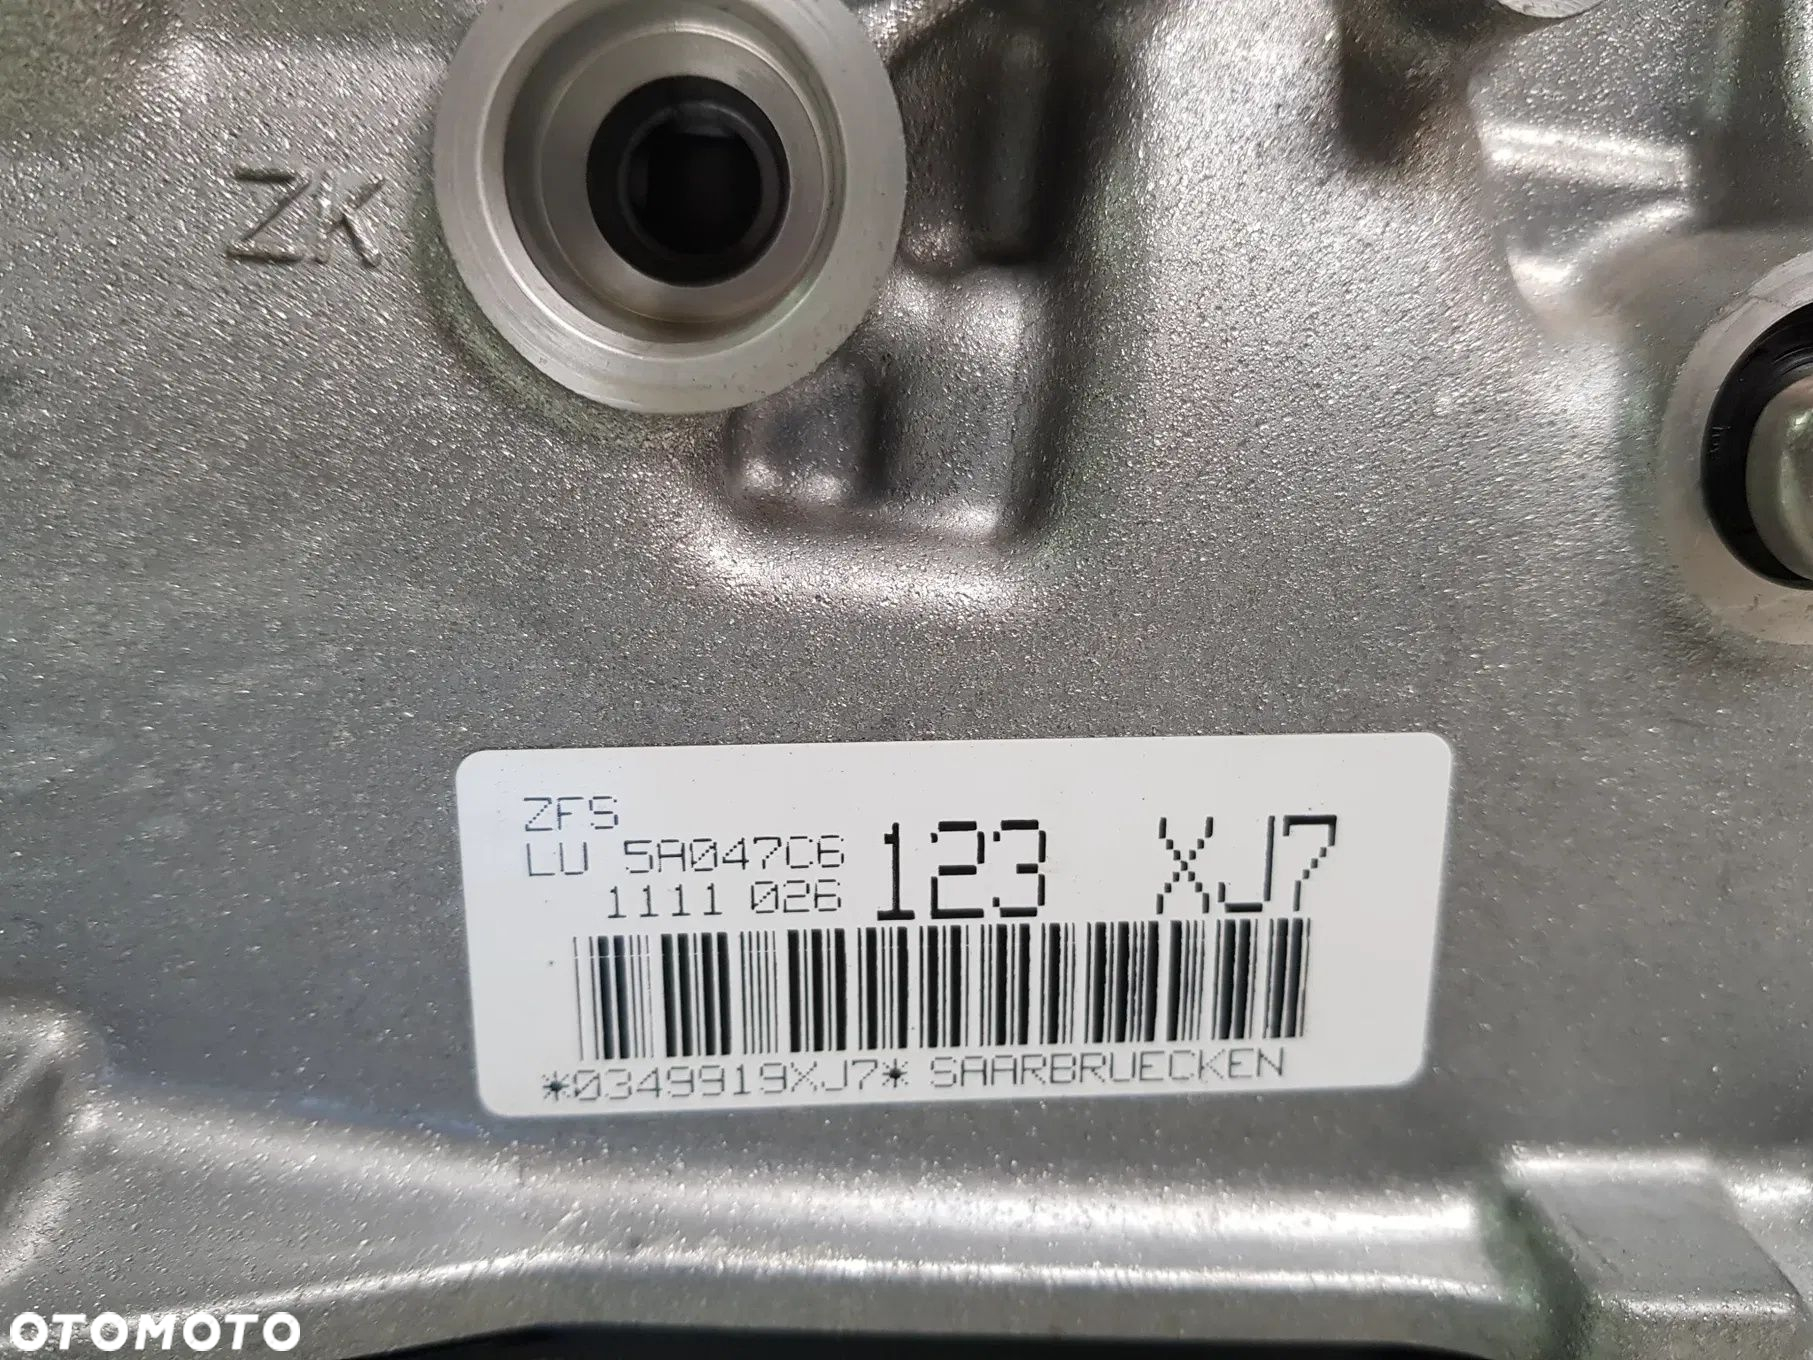 ZK
ZFS
LU 5A047C6 123 XJ7
1111 026
*0349919XJ7* SAARBRUECKEN
OTOMOTO